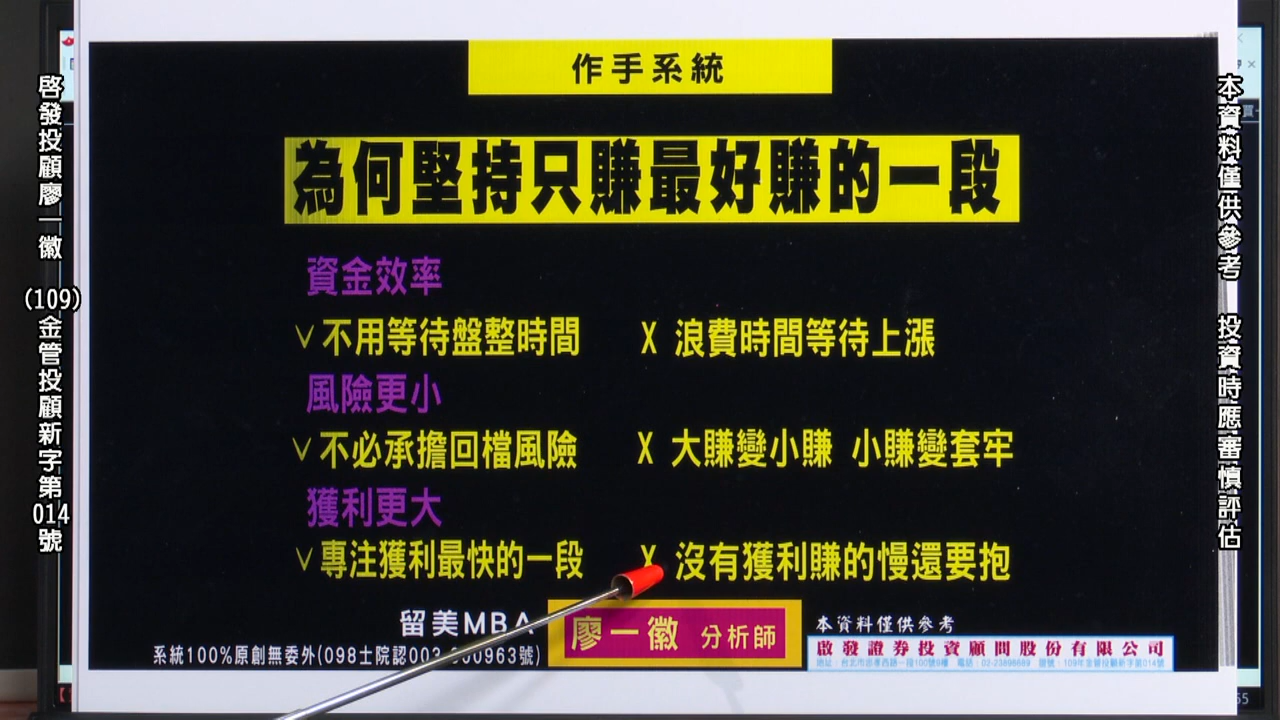 作手系統
為何堅持只賺最好賺的一段
資金效率
∨不用等待盤整時間 X 浪費時間等待上漲
風險更小
∨不必承擔回檔風險 X 大賺變小賺 小賺變套牢
獲利更大
∨專注獲利最快的一段 X 沒有獲利賺的慢還要抱
留美MBA
廖一徽 分析師
系統100%原創無委外(098士院認003
000963號)
本資料僅供參考
啟發證券投資顧問股份有限公司
啓發投顧廖一徽 (109)金管投顧新字第014號
本資料僅供參考 投資時應審慎評估